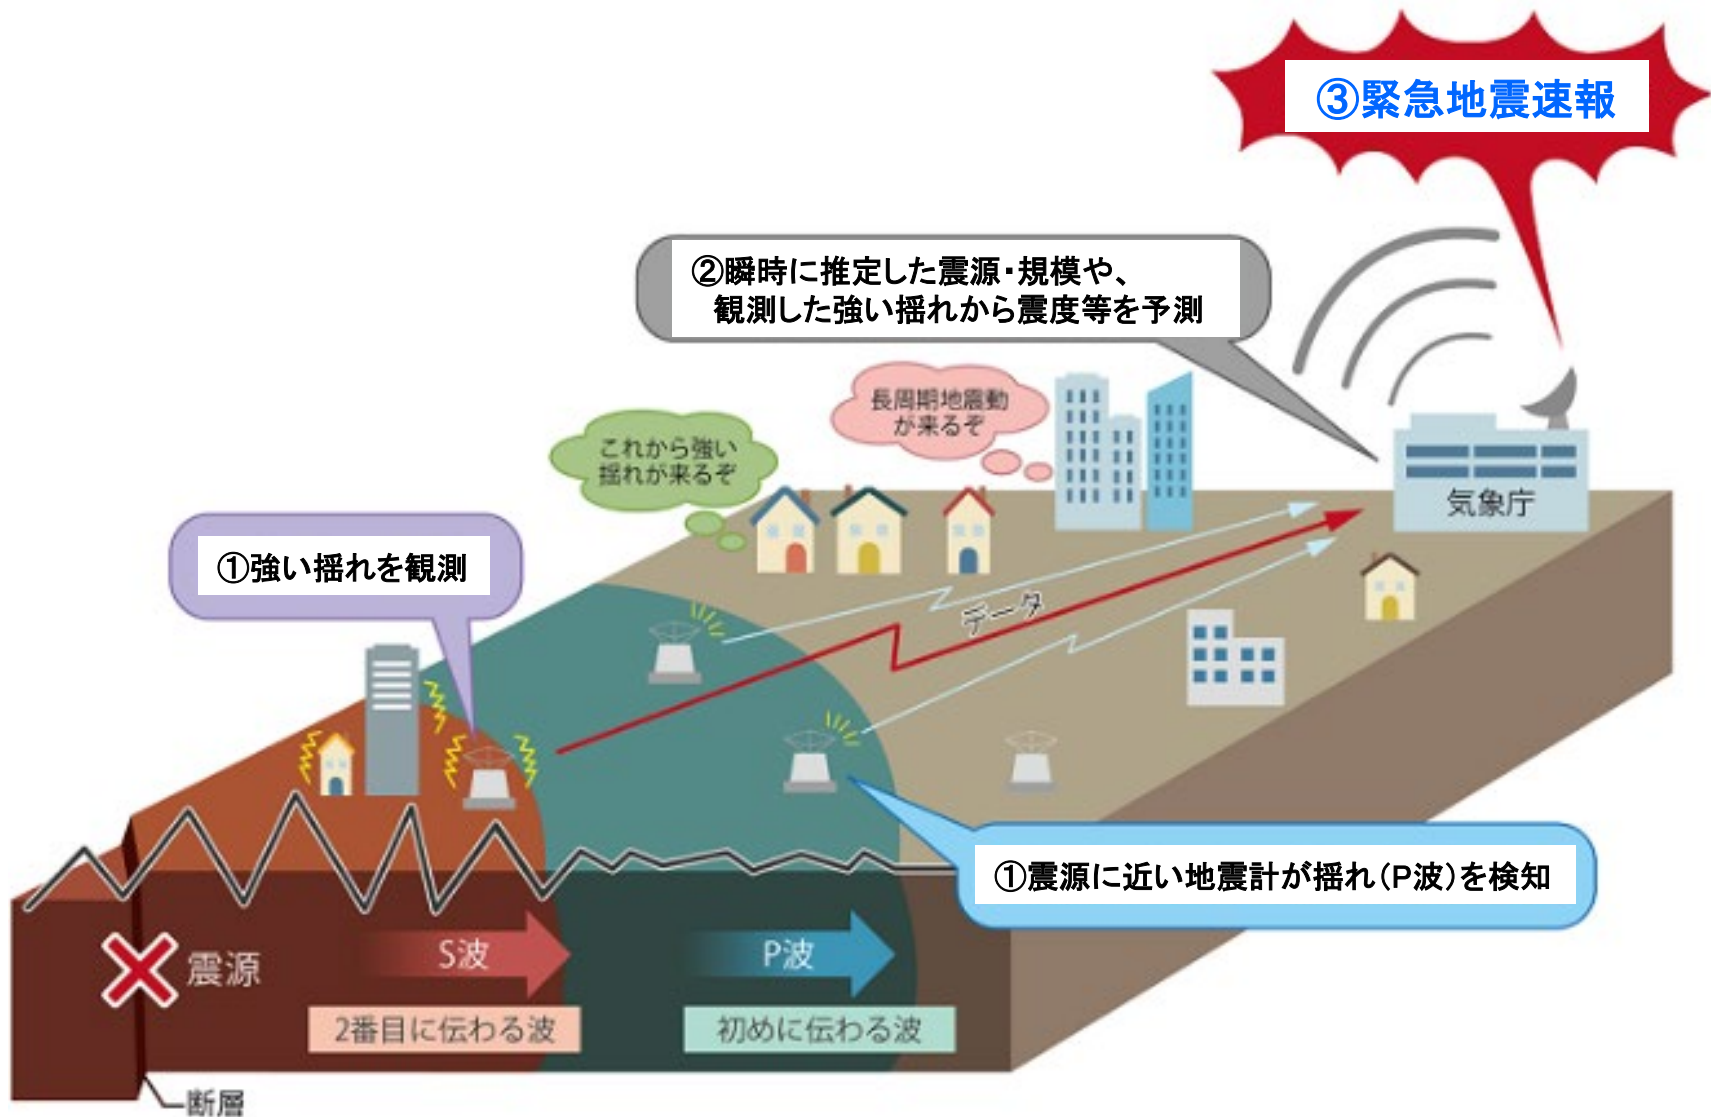 ③緊急地震速報
②瞬時に推定した震源・規模や、
観測した強い揺れから震度等を予測
長周期地震動
が来るぞ
これから強い
揺れが来るぞ
気象庁
①強い揺れを観測
データ
①震源に近い地震計が揺れ(P波)を検知
震源
S波
P波
2番目に伝わる波
初めに伝わる波
断層